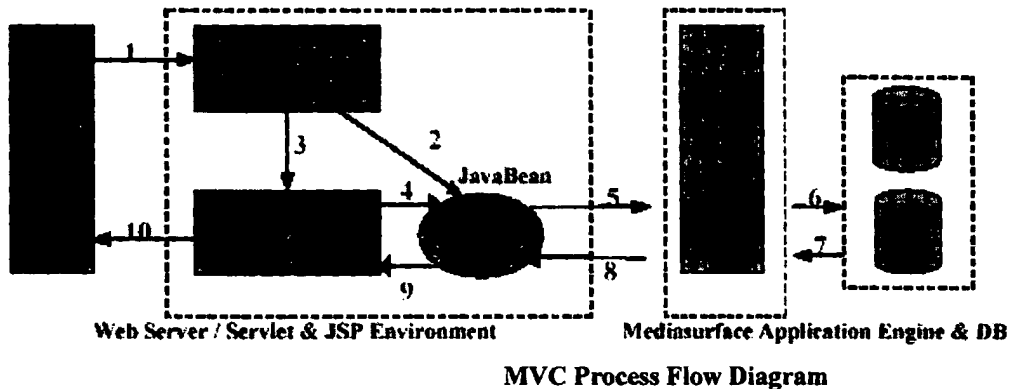 1
2
3
JavaBean
4
5
6
7
8
9
10
Web Server / Servlet & JSP Environment
Medinsurface Application Engine & DB
MVC Process Flow Diagram